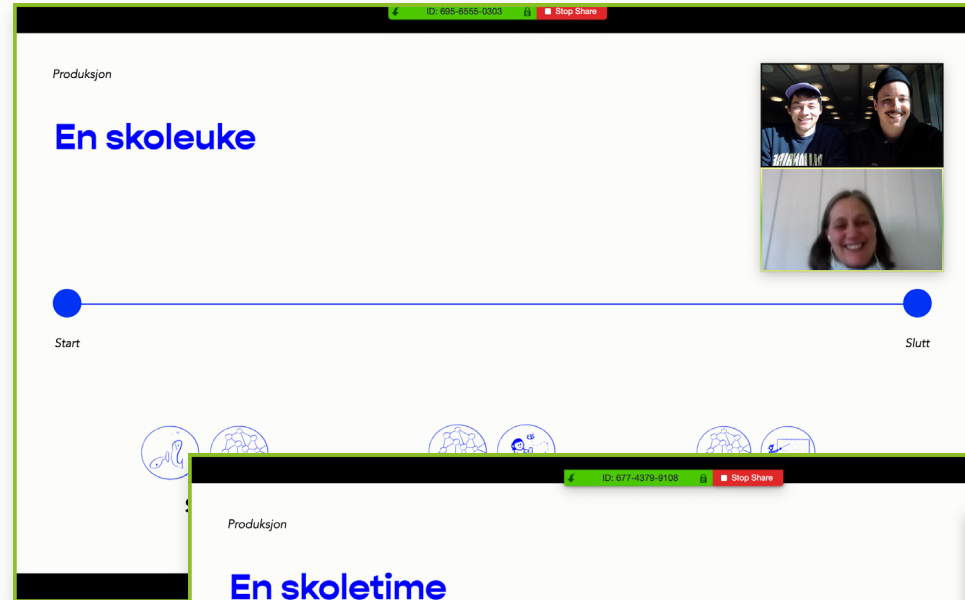 ID: 695-6555-0303
Stop Share
Produksjon
En skoleuke
Start
Slutt
ID: 677-4379-9108
Stop Share
Produksjon
En skoletime